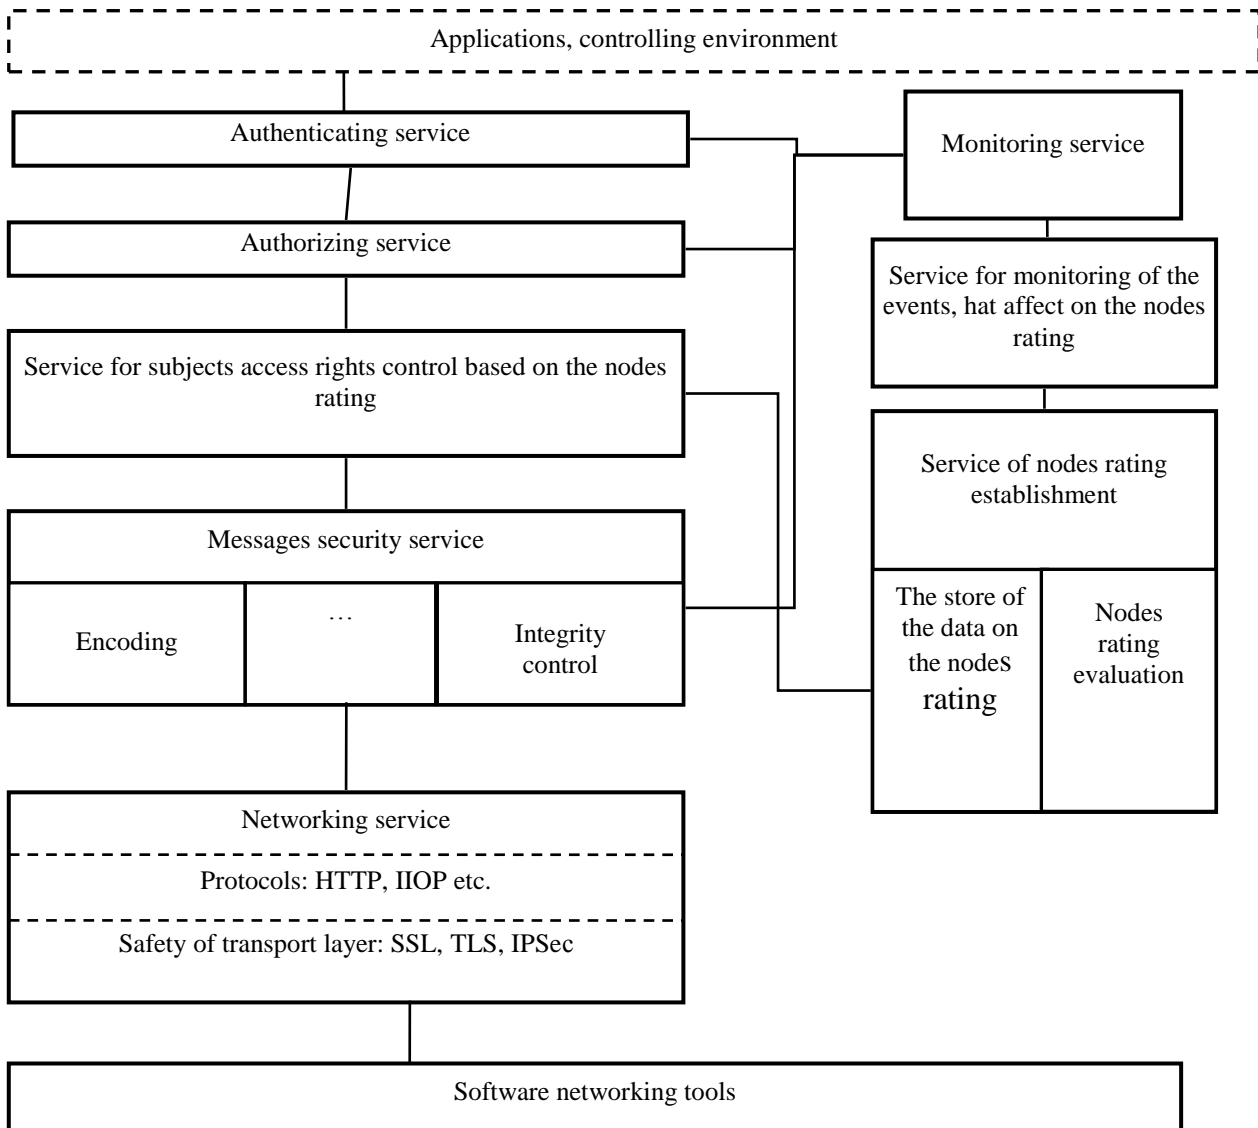 Applications, controlling environment
Authenticating service
Monitoring service
Authorizing service
Service for monitoring of the
events, hat affect on the nodes
rating
Service for subjects access rights control based on the nodes
rating
Service of nodes rating
establishment
Messages security service
Encoding
…
Integrity
control
The store of
the data on
the nodes
rating
Nodes
rating
evaluation
Networking service
Protocols: HTTP, IIOP etc.
Safety of transport layer: SSL, TLS, IPSec
Software networking tools